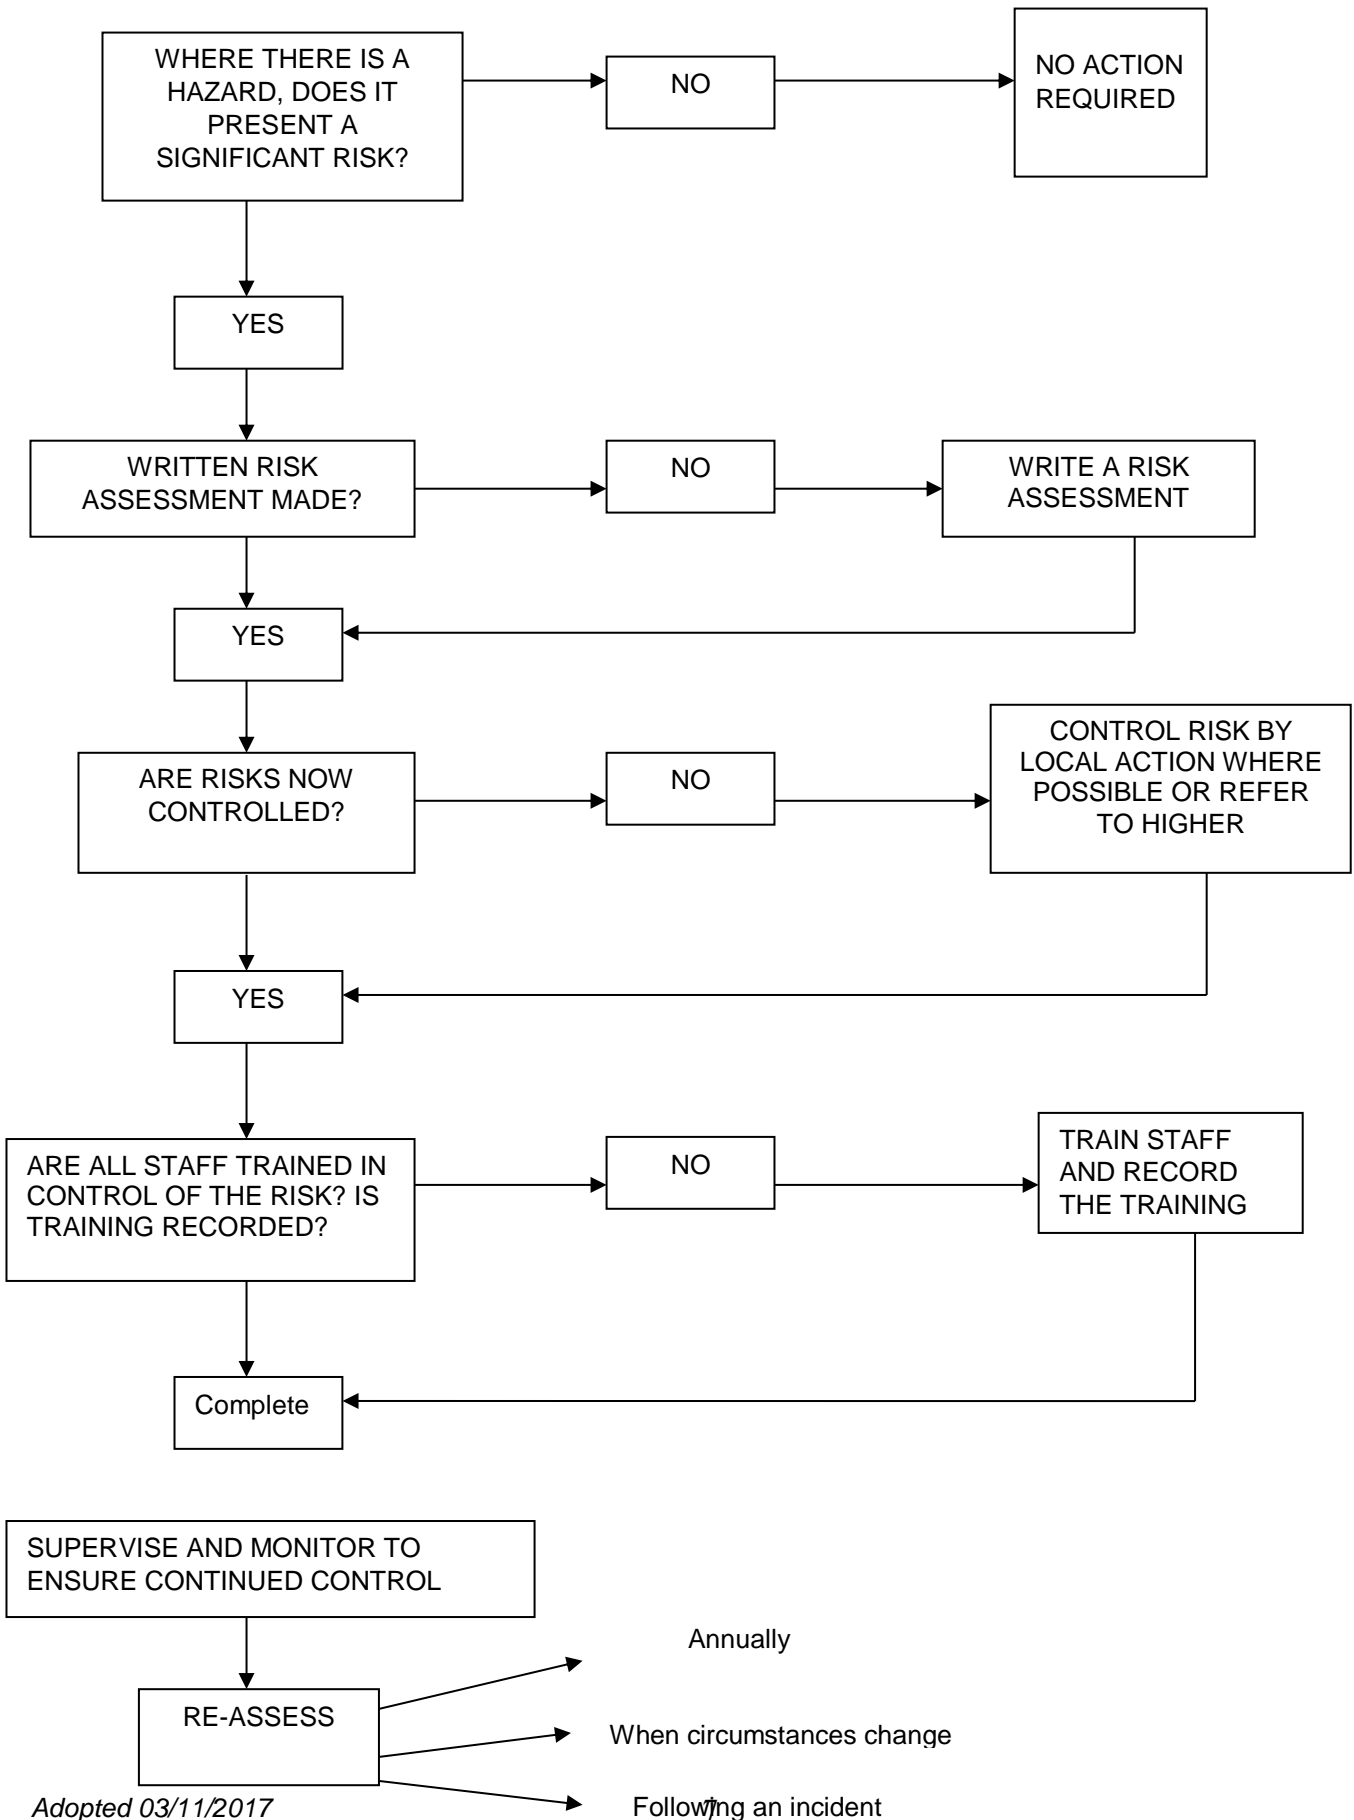 WHERE THERE IS A
HAZARD, DOES IT
PRESENT A
SIGNIFICANT RISK?
NO
NO ACTION
REQUIRED
YES
WRITTEN RISK
ASSESSMENT MADE?
NO
WRITE A RISK
ASSESSMENT
YES
ARE RISKS NOW
CONTROLLED?
NO
CONTROL RISK BY
LOCAL ACTION WHERE
POSSIBLE OR REFER
TO HIGHER
YES
ARE ALL STAFF TRAINED IN
CONTROL OF THE RISK? IS
TRAINING RECORDED?
NO
TRAIN STAFF
AND RECORD
THE TRAINING
Complete
SUPERVISE AND MONITOR TO
ENSURE CONTINUED CONTROL
RE-ASSESS
Annually
When circumstances change
Following an incident
Adopted 03/11/2017